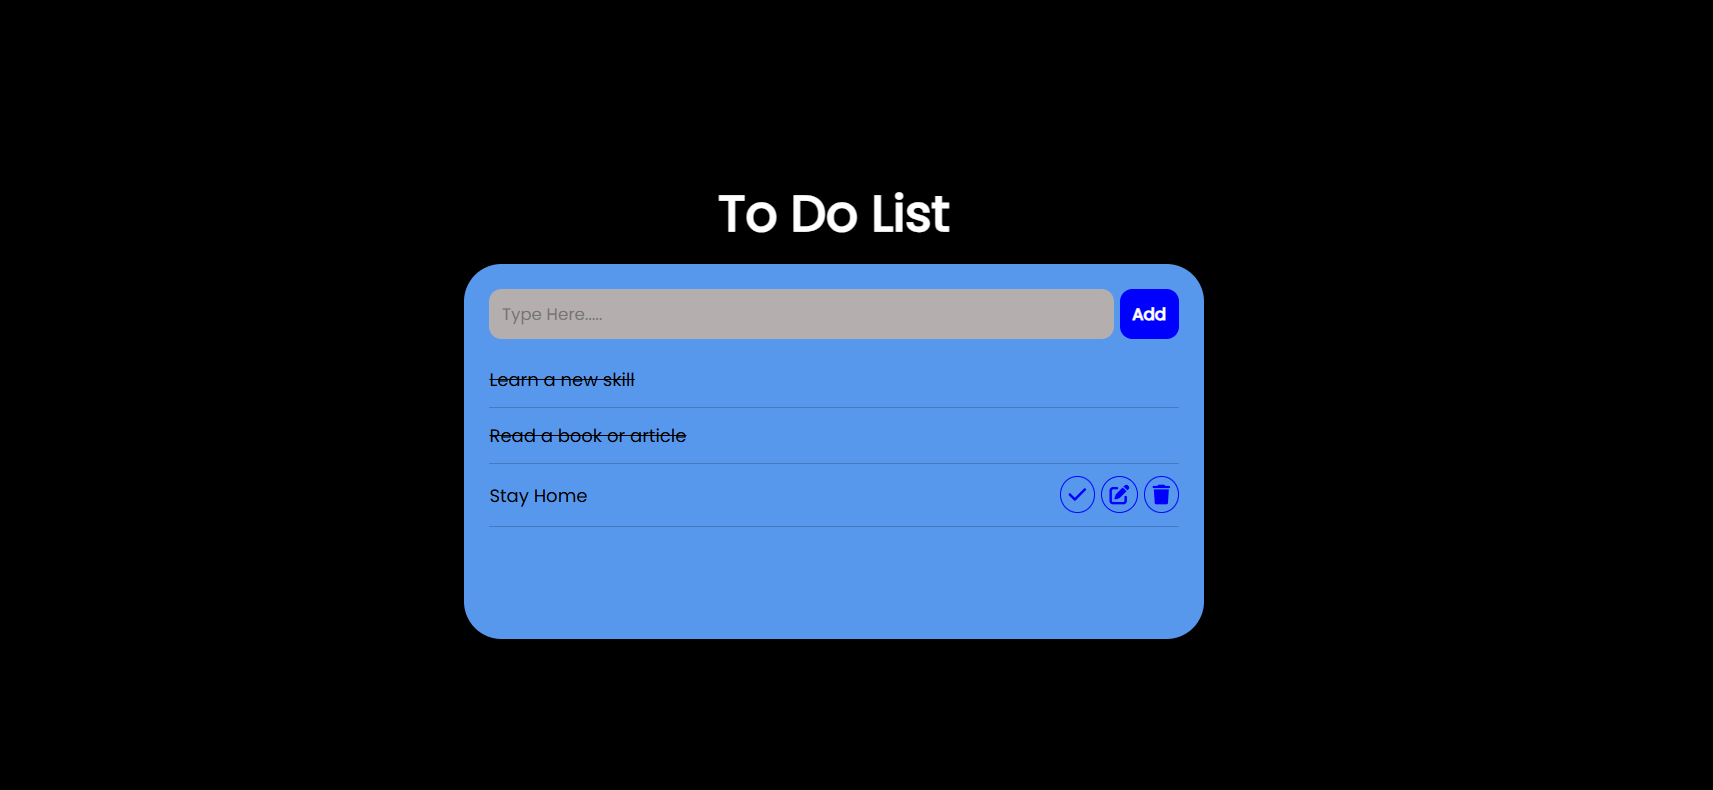 To Do List
Type Here.....
Add
Learn a new skill
Read a book or article
Stay Home